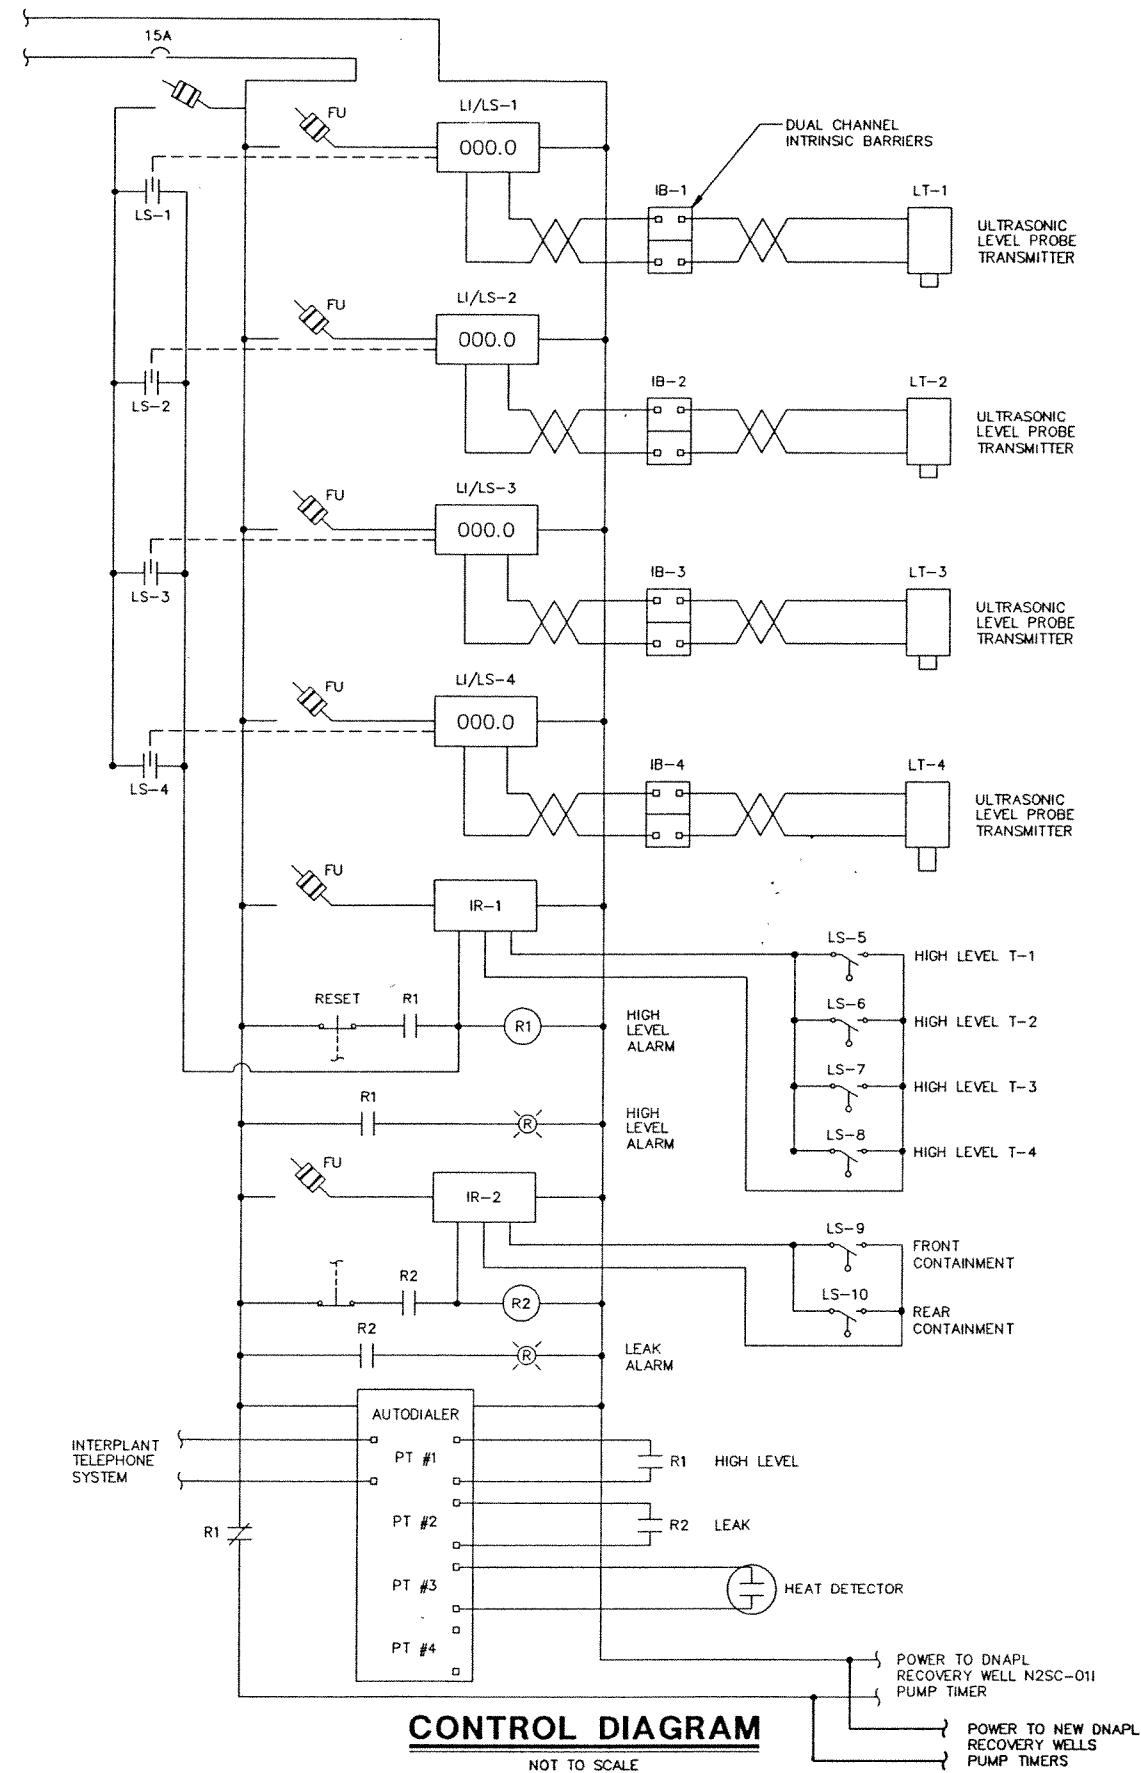 15A
FU
LI/LS-1
000.0
DUAL CHANNEL
INTRINSIC BARRIERS
IB-1
LT-1
LS-1
ULTRASONIC
LEVEL PROBE
TRANSMITTER
FU
LI/LS-2
000.0
IB-2
LT-2
LS-2
ULTRASONIC
LEVEL PROBE
TRANSMITTER
FU
LI/LS-3
000.0
IB-3
LT-3
LS-3
ULTRASONIC
LEVEL PROBE
TRANSMITTER
FU
LI/LS-4
000.0
IB-4
LT-4
LS-4
ULTRASONIC
LEVEL PROBE
TRANSMITTER
FU
IR-1
LS-5
HIGH LEVEL T-1
RESET
R1
R1
HIGH
LEVEL
ALARM
LS-6
HIGH LEVEL T-2
LS-7
HIGH LEVEL T-3
R1
R
HIGH
LEVEL
ALARM
LS-8
HIGH LEVEL T-4
FU
IR-2
LS-9
FRONT
CONTAINMENT
R2
R2
LS-10
REAR
CONTAINMENT
R2
R
LEAK
ALARM
AUTODIALER
INTERPLANT
TELEPHONE
SYSTEM
PT #1
R1 HIGH LEVEL
R1
PT #2
R2 LEAK
PT #3
HEAT DETECTOR
PT #4
POWER TO DNAPL
RECOVERY WELL N2SC-01I
PUMP TIMER
POWER TO NEW DNAPL
RECOVERY WELLS
PUMP TIMERS
CONTROL DIAGRAM
NOT TO SCALE